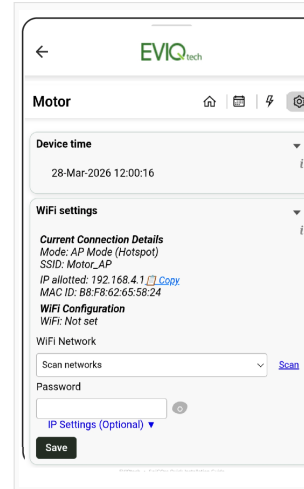 EVIQtech
Motor
Device time
i
28-Mar-2026 12:00:16
WiFi settings
i
Current Connection Details
Mode: AP Mode (Hotspot)
SSID: Motor_AP
IP allotted: 192.168.4.1 Copy
MAC ID: B8:F8:62:65:58:24
WiFi Configuration
WiFi: Not set
WiFi Network
Scan networks Scan
Password
IP Settings (Optional) ▼
Save